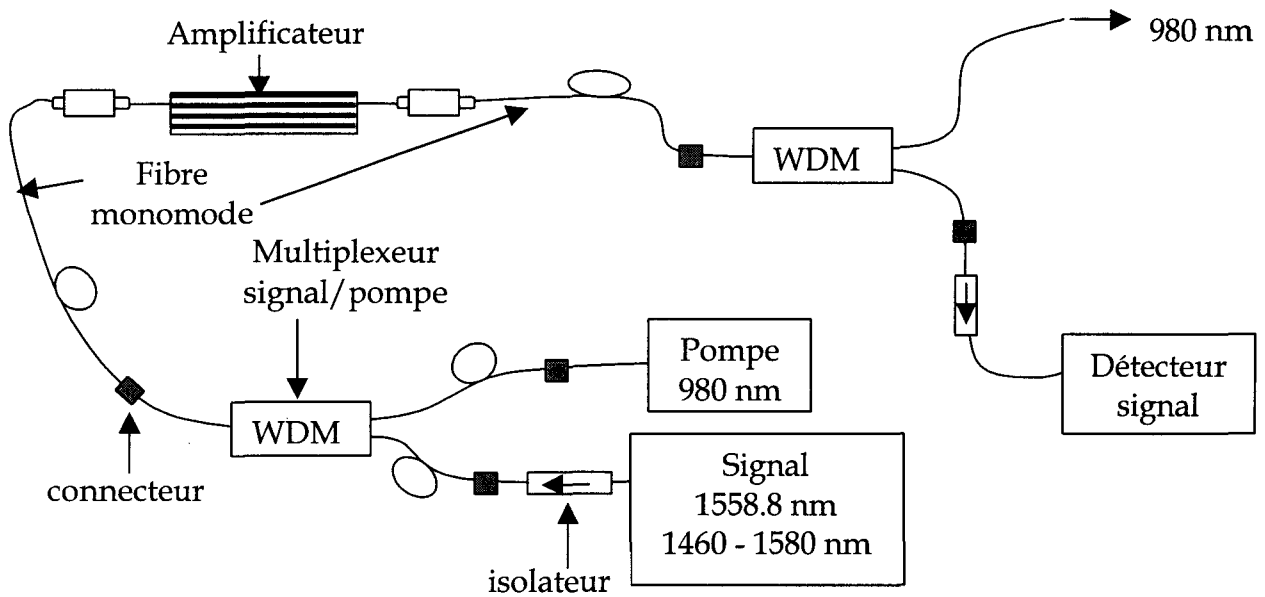 Amplificateur
980 nm
WDM
Fibre
monomode
Multiplexeur
signal/pompe
Pompe
980 nm
Détecteur
signal
WDM
connecteur
Signal
1558.8 nm
1460 - 1580 nm
isolateur